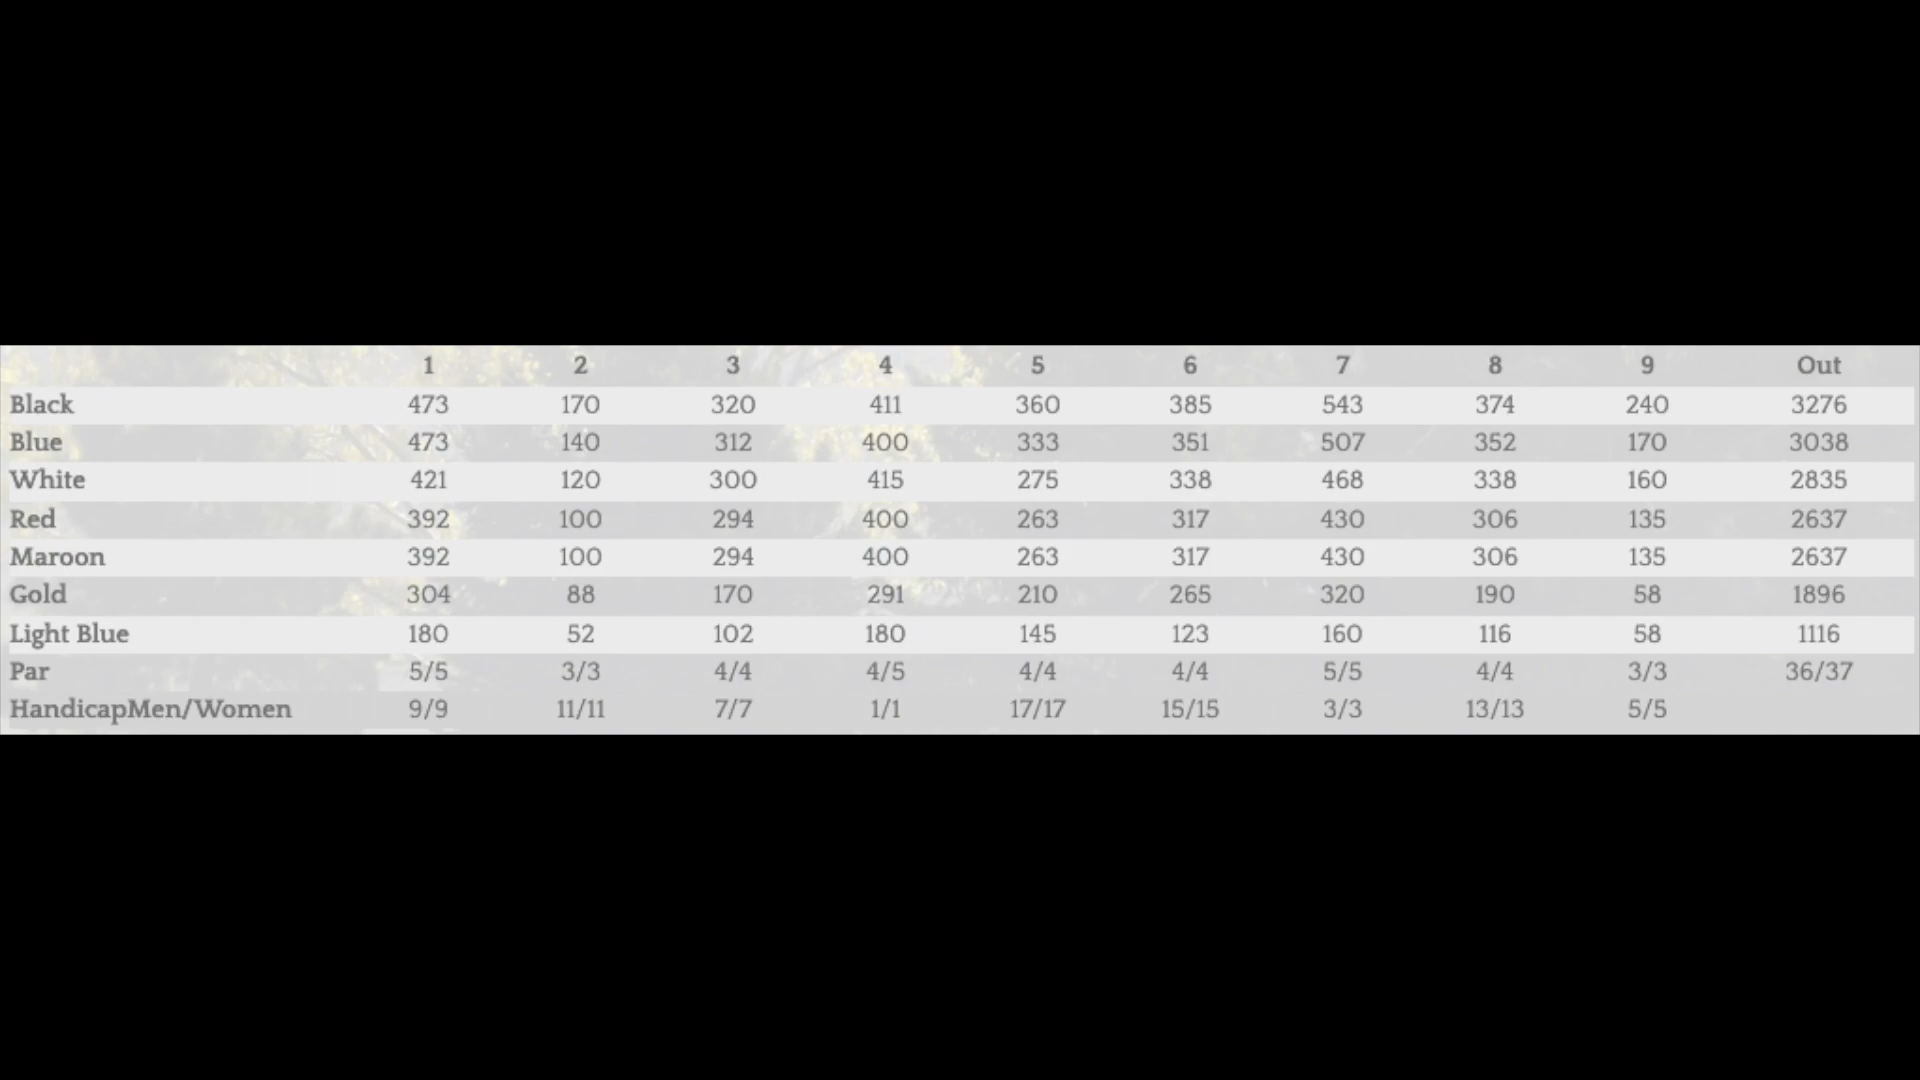 1 2 3 4 5 6 7 8 9 Out
Black 473 170 320 411 360 385 543 374 240 3276
Blue 473 140 312 400 333 351 507 352 170 3038
White 421 120 300 415 275 338 468 338 160 2835
Red 392 100 294 400 263 317 430 306 135 2637
Maroon 392 100 294 400 263 317 430 306 135 2637
Gold 304 88 170 291 210 265 320 190 58 1896
Light Blue 180 52 102 180 145 123 160 116 58 1116
Par 5/5 3/3 4/4 4/5 4/4 4/4 5/5 4/4 3/3 36/37
HandicapMen/Women 9/9 11/11 7/7 1/1 17/17 15/15 3/3 13/13 5/5